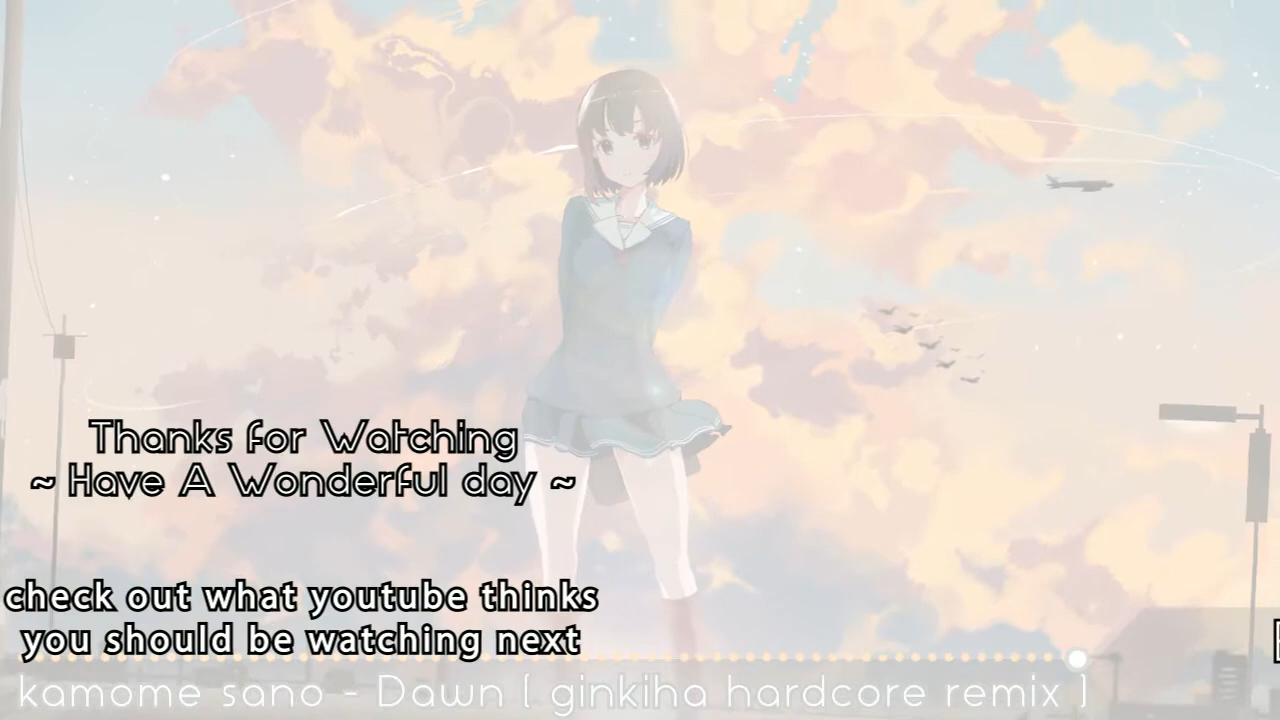 Thanks for Watching
~ Have A Wonderful day ~
check out what youtube thinks
you should be watching next
kamome sano - Dawn [ ginkiha hardcore remix ]